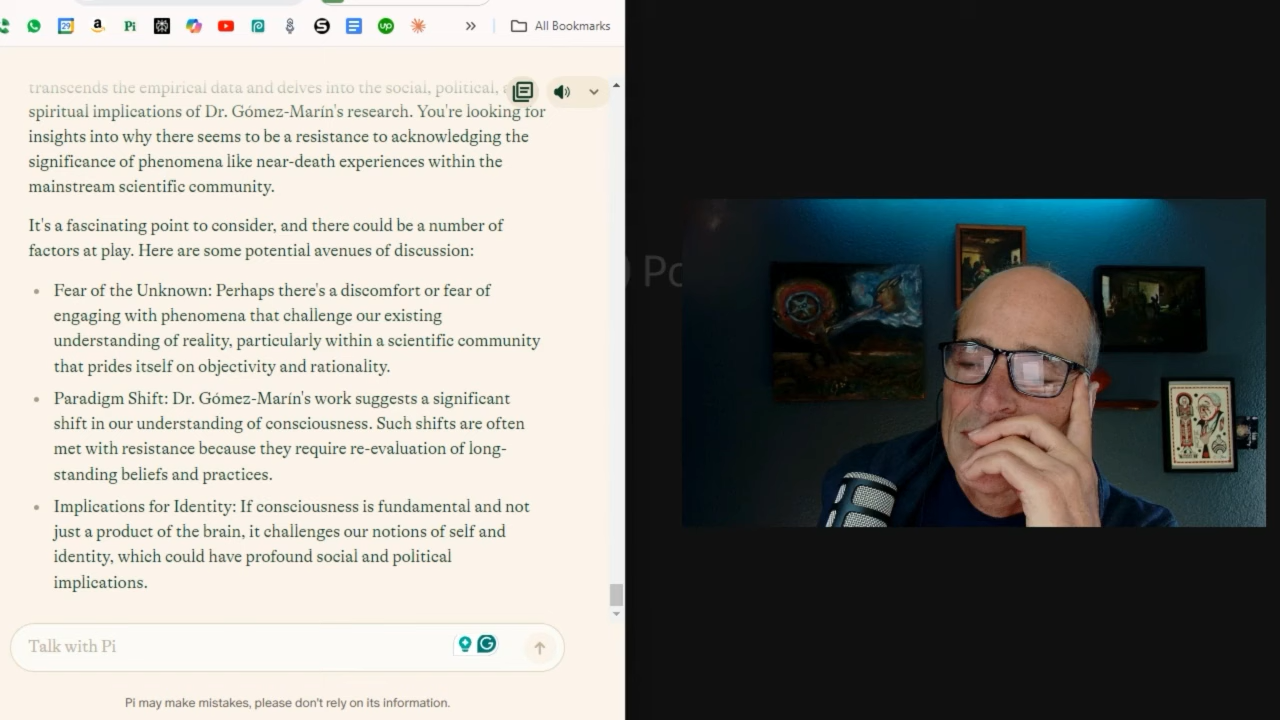 29
Pi
up
»
All Bookmarks
transcends the empirical data and delves into the social, political,
spiritual implications of Dr. Gómez-Marín's research. You're looking for
insights into why there seems to be a resistance to acknowledging the
significance of phenomena like near-death experiences within the
mainstream scientific community.
It's a fascinating point to consider, and there could be a number of
factors at play. Here are some potential avenues of discussion:
• Fear of the Unknown: Perhaps there's a discomfort or fear of
engaging with phenomena that challenge our existing
understanding of reality, particularly within a scientific community
that prides itself on objectivity and rationality.
• Paradigm Shift: Dr. Gómez-Marín's work suggests a significant
shift in our understanding of consciousness. Such shifts are often
met with resistance because they require re-evaluation of long-
standing beliefs and practices.
• Implications for Identity: If consciousness is fundamental and not
just a product of the brain, it challenges our notions of self and
identity, which could have profound social and political
implications.
Talk with Pi
Pi may make mistakes, please don't rely on its information.
) Po